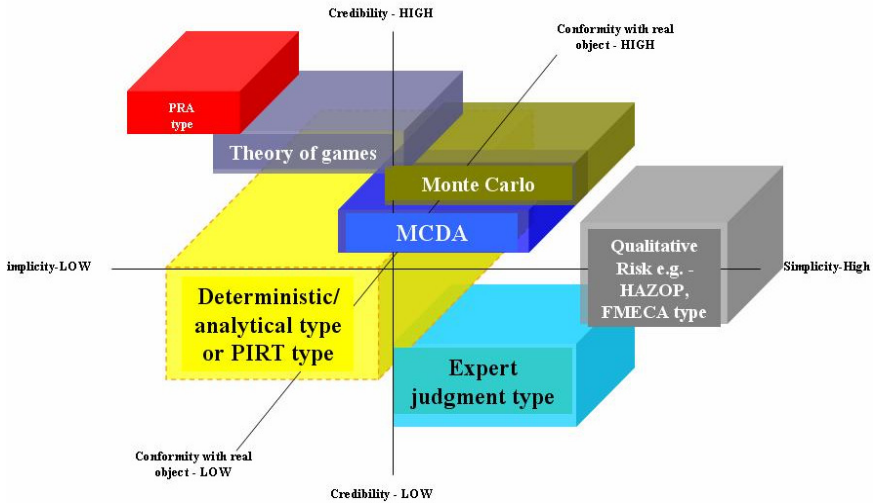 Credibility - HIGH
Conformity with real
object - HIGH
PRA
type
Theory of games
Monte Carlo
MCDA
Qualitative
Risk e.g. -
HAZOP,
FMECA type
implicity-LOW
Simplicity-High
Deterministic/
analytical type
or PIRT type
Expert
judgment type
Conformity with real
object - LOW
Credibility - LOW